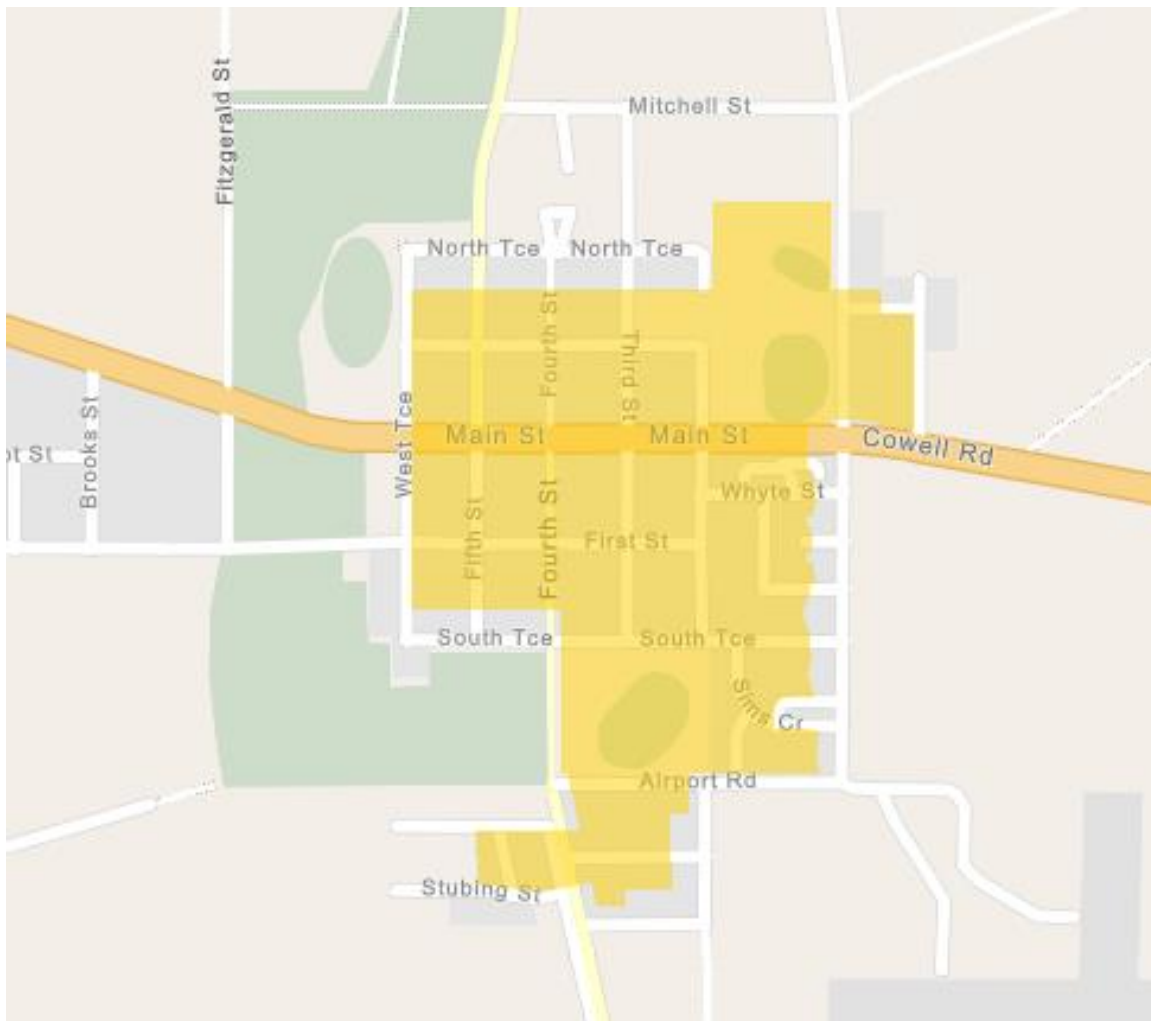 Fitzgerald St
Mitchell St
North Tce
North Tce
Fourth St
Third St
West Tce
Main St
Main St
Cowell Rd
ot St
Brooks St
Whyte St
Fifth St
Fourth St
First St
South Tce
South Tce
Sims Cr
Airport Rd
Stubing St